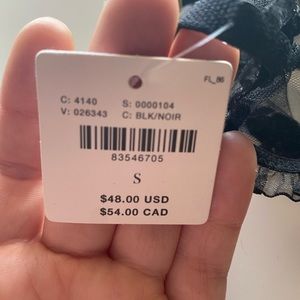 FL_86
C: 4140 S: 0000104
V: 026343 C: BLK/NOIR
83546705
S
$48.00 USD
$54.00 CAD